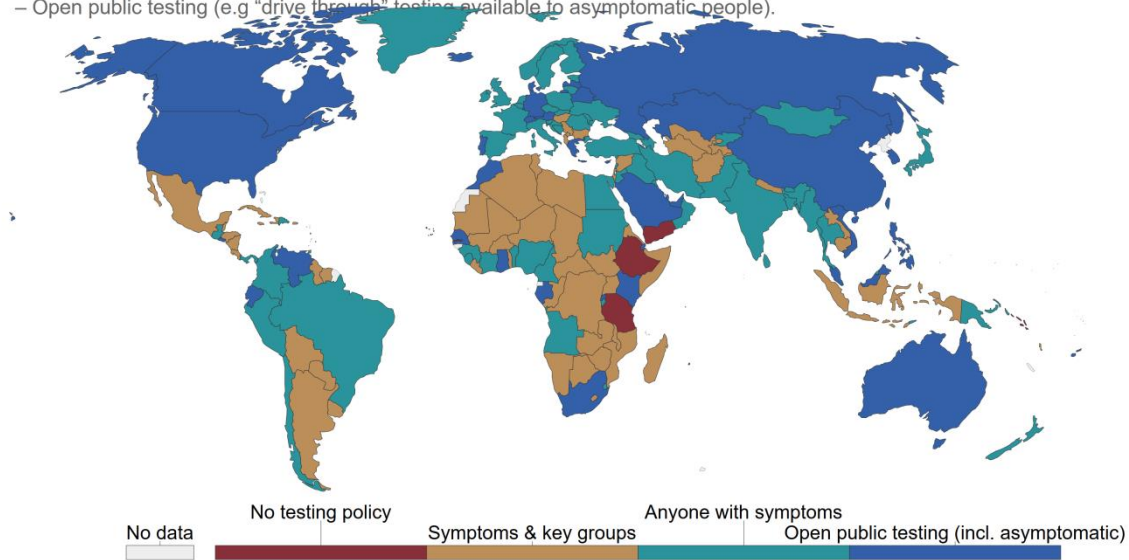 – Open public testing (e.g “drive through” testing available to asymptomatic people).
No data
No testing policy
Symptoms & key groups
Anyone with symptoms
Open public testing (incl. asymptomatic)